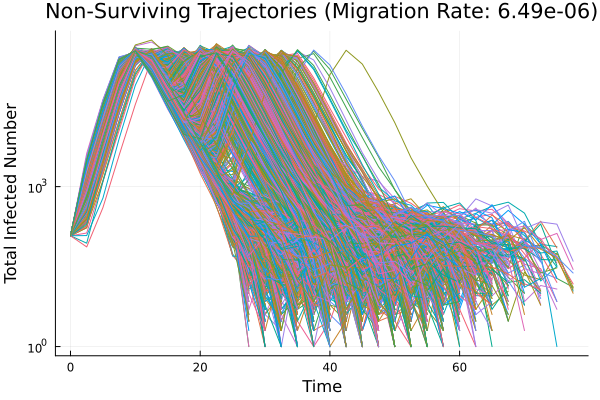 Non-Surviving Trajectories (Migration Rate: 6.49e-06)
Total Infected Number
10³
10⁰
0 20 40 60
Time